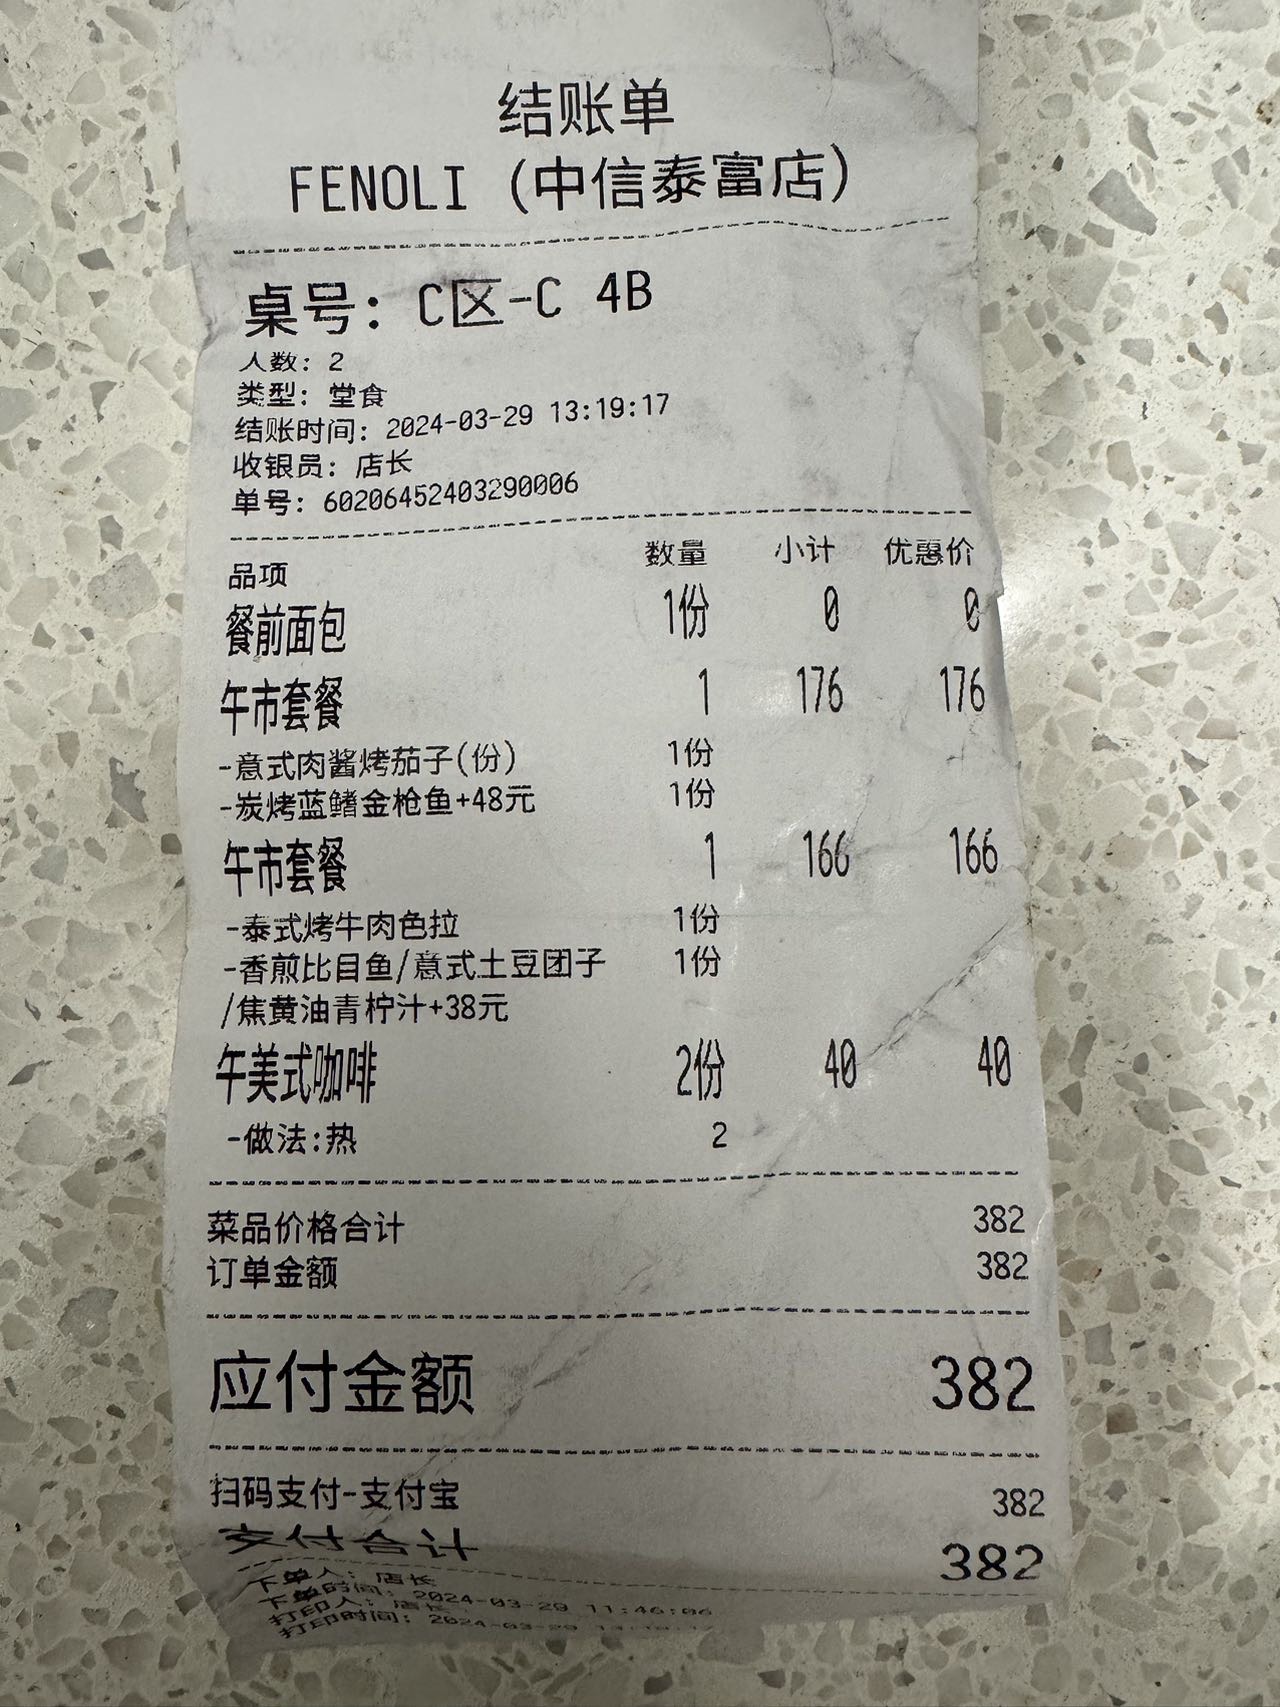 结账单
FENOLI (中信泰富店)
桌号: C区-C 4B
人数: 2
类型: 堂食
结账时间: 2024-03-29 13:19:17
收银员: 店长
单号: 60206452403290006
品项 数量 小计 优惠价
餐前面包 1份 0 0
午市套餐 1 176 176
-意式肉酱烤茄子(份) 1份
-炭烤蓝鳍金枪鱼+48元 1份
午市套餐 1 166 166
-泰式烤牛肉色拉 1份
-香煎比目鱼/意式土豆团子 1份
/焦黄油青柠汁+38元
午美式咖啡 2份 40 40
-做法:热 2
菜品价格合计 382
订单金额 382
应付金额 382
扫码支付-支付宝 382
支付合计 382
下单人: 店长
下单时间: 2024-03-29 11:46:06
打印人: 店长
打印时间: 2024-03-29